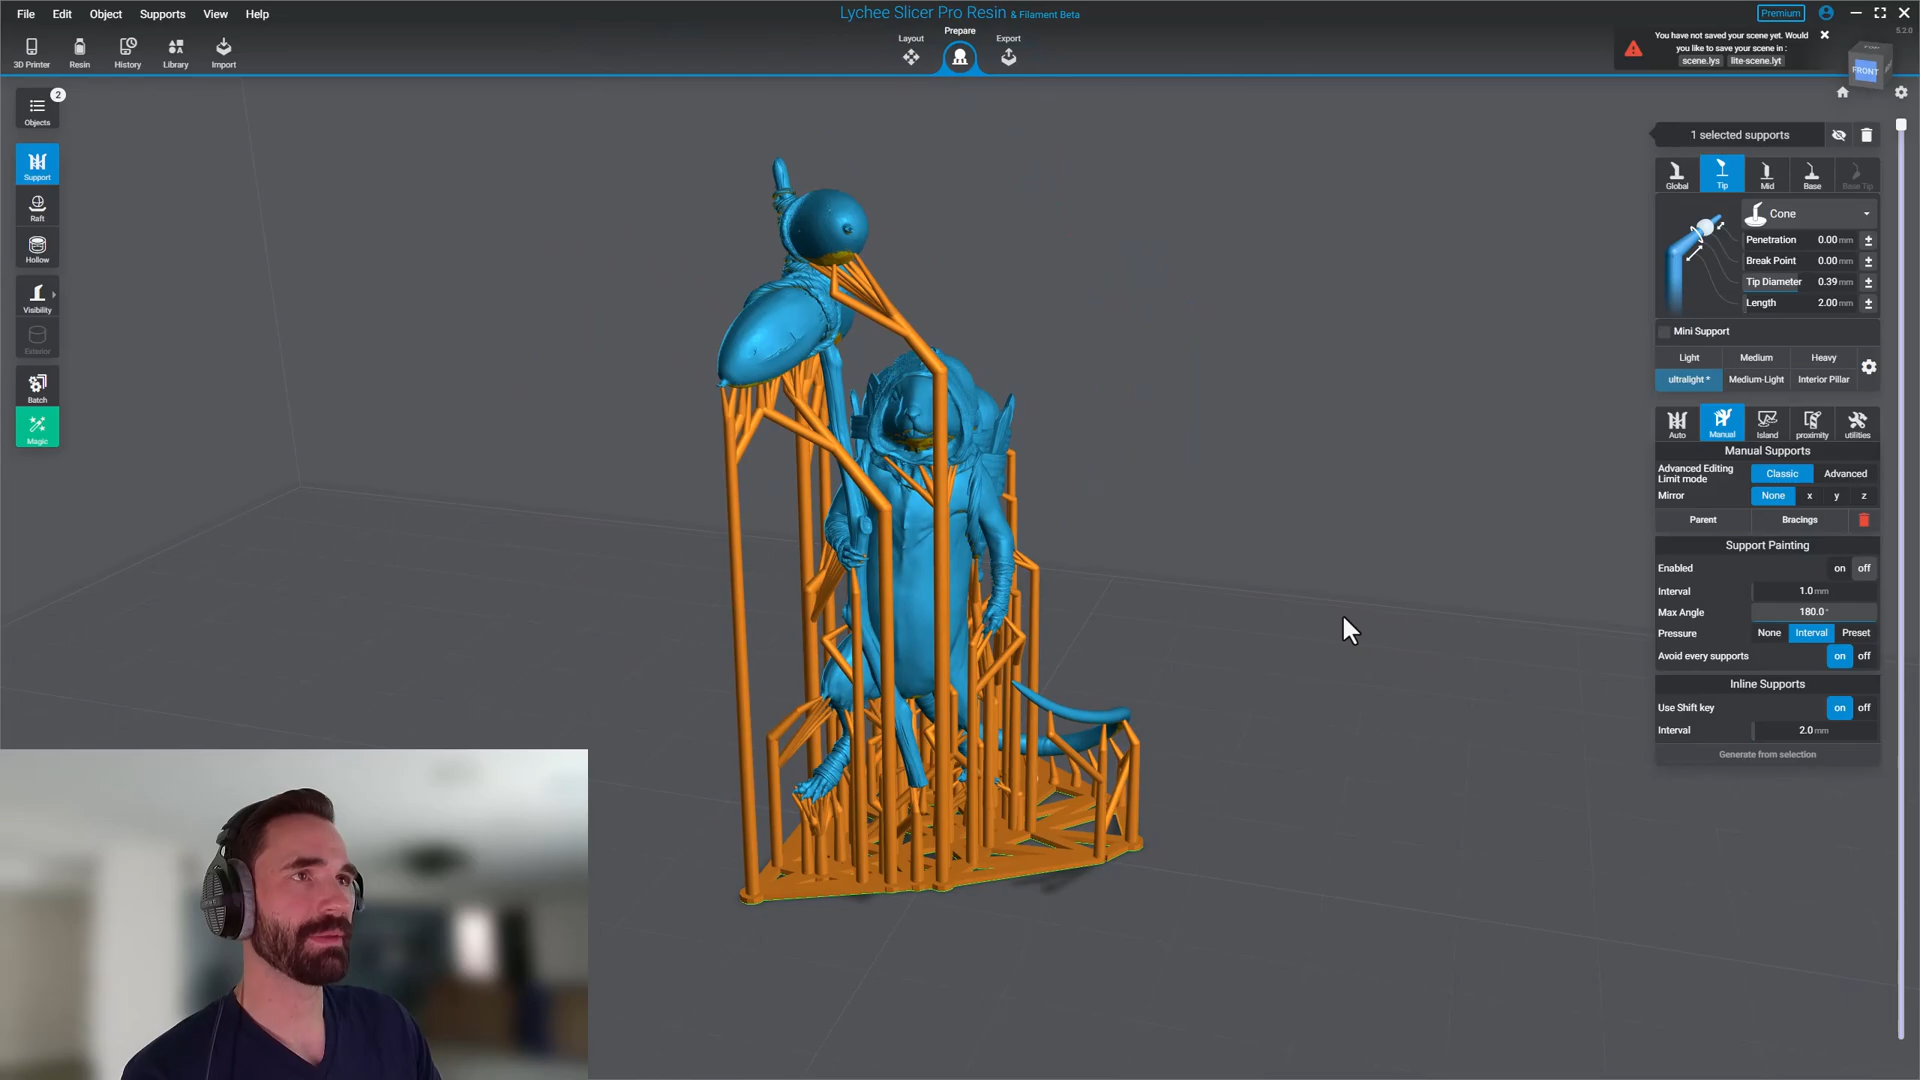 File Edit Object Supports View Help
Lychee Slicer Pro Resin & Filament Beta
Premium
5.2.0
3D Printer Resin History Library Import
Layout Prepare Export
You have not saved your scene yet. Would
you like to save your scene in :
scene.lys lite-scene.lyt
TOP
FRONT
2
Objects
Support
Raft
Hollow
Visibility
Exterior
Batch
Magic
1 selected supports
Global Tip Mid Base Base Tip
Cone
Penetration 0.00 mm
Break Point 0.00 mm
Tip Diameter 0.39 mm
Length 2.00 mm
Mini Support
Light Medium Heavy
ultralight * Medium-Light Interior Pillar
Auto Manual Island proximity utilities
Manual Supports
Advanced Editing
Limit mode Classic Advanced
Mirror None x y z
Parent Bracings
Support Painting
Enabled on off
Interval 1.0 mm
Max Angle 180.0 °
Pressure None Interval Preset
Avoid every supports on off
Inline Supports
Use Shift key on off
Interval 2.0 mm
Generate from selection